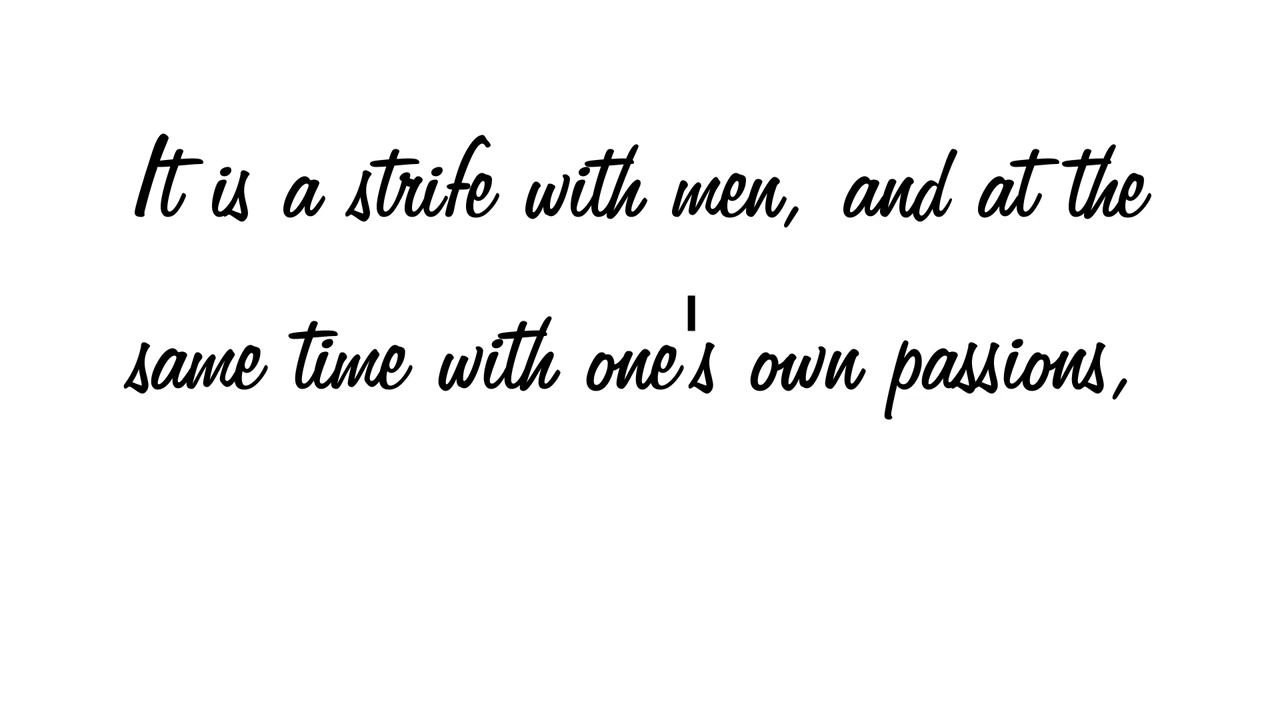 It is a strife with men, and at the
same time with one's own passions,